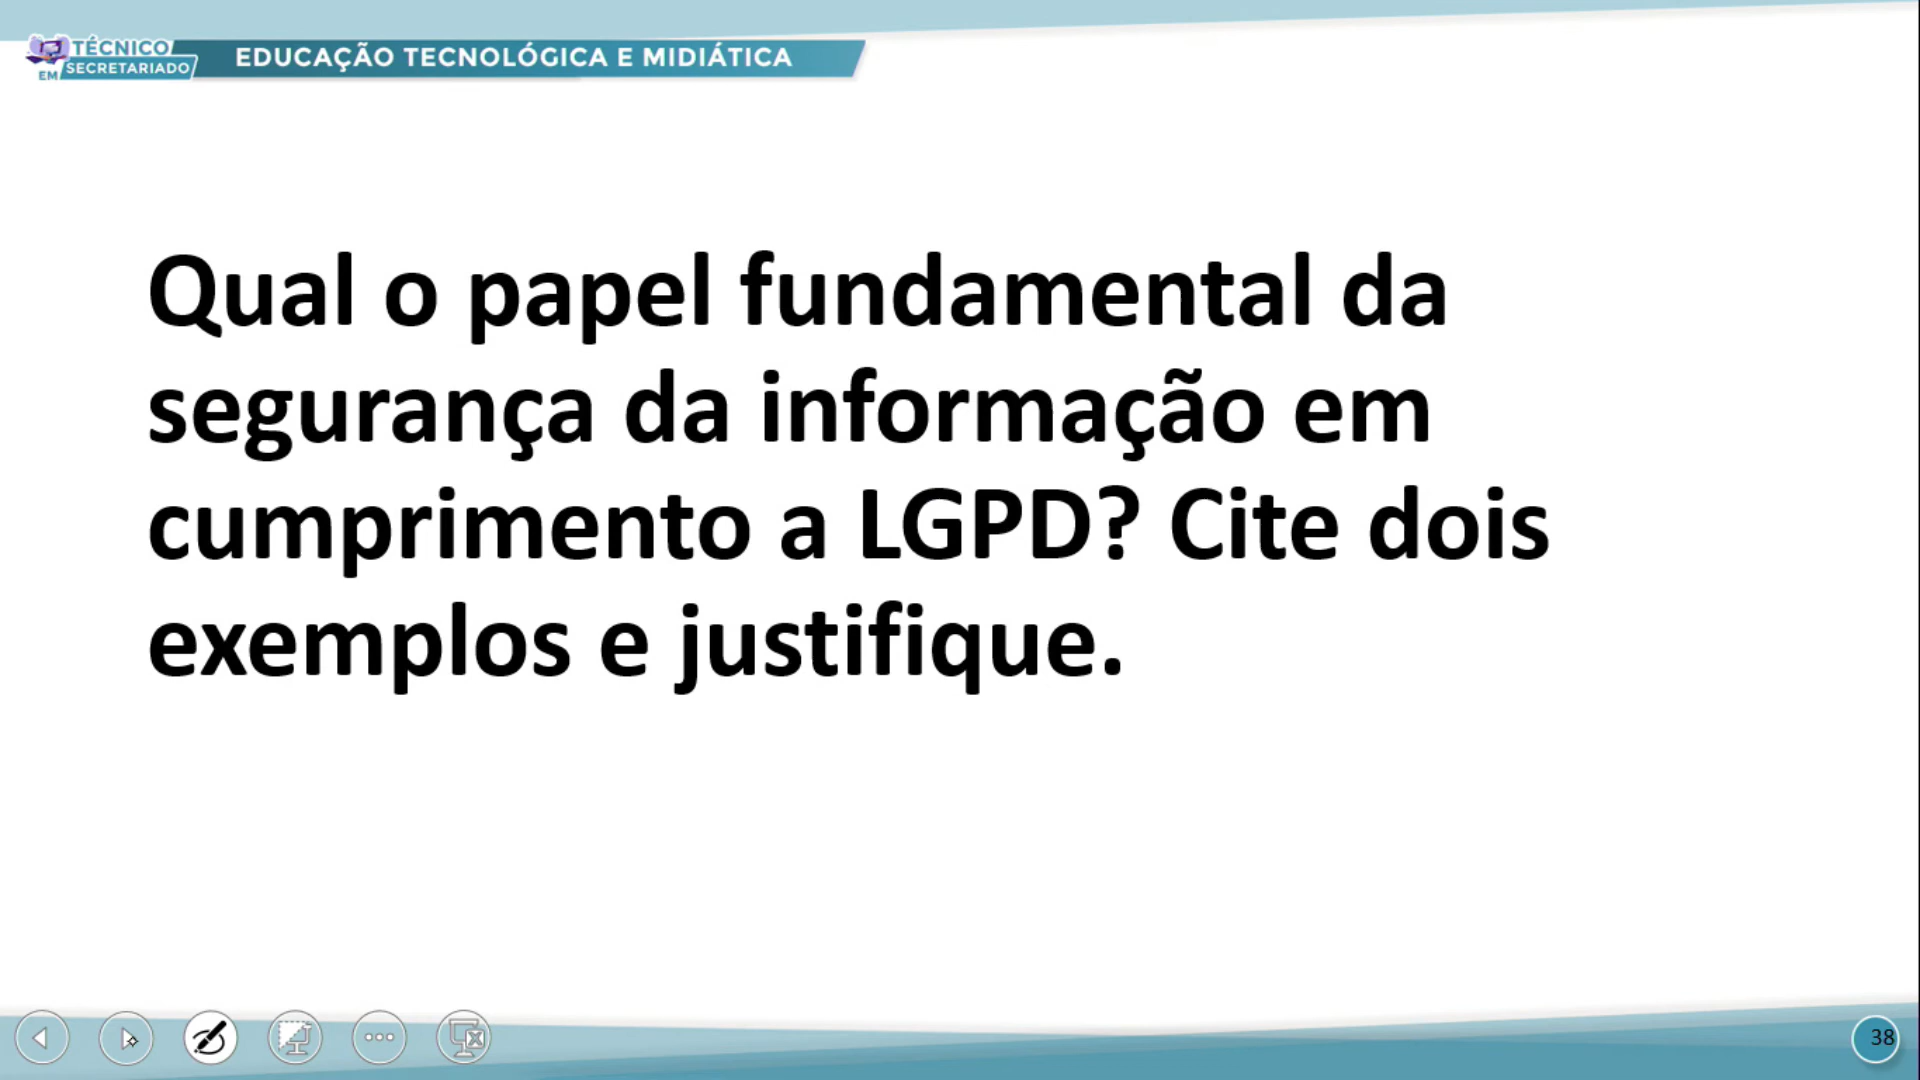 TÉCNICO
EM SECRETARIADO
EDUCAÇÃO TECNOLÓGICA E MIDIÁTICA
Qual o papel fundamental da
segurança da informação em
cumprimento a LGPD? Cite dois
exemplos e justifique.
38